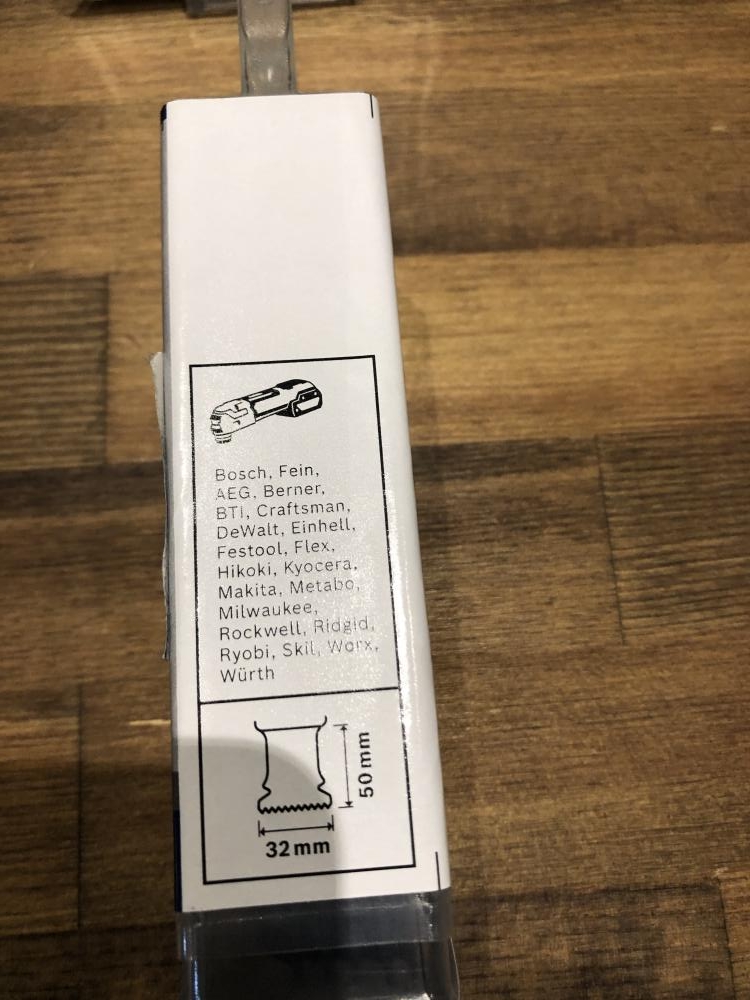 Bosch, Fein,
AEG, Berner,
BTI, Craftsman,
DeWalt, Einhell,
Festool, Flex,
Hikoki, Kyocera,
Makita, Metabo,
Milwaukee,
Rockwell, Ridgid,
Ryobi, Skil, Worx,
Würth
50 mm
32 mm